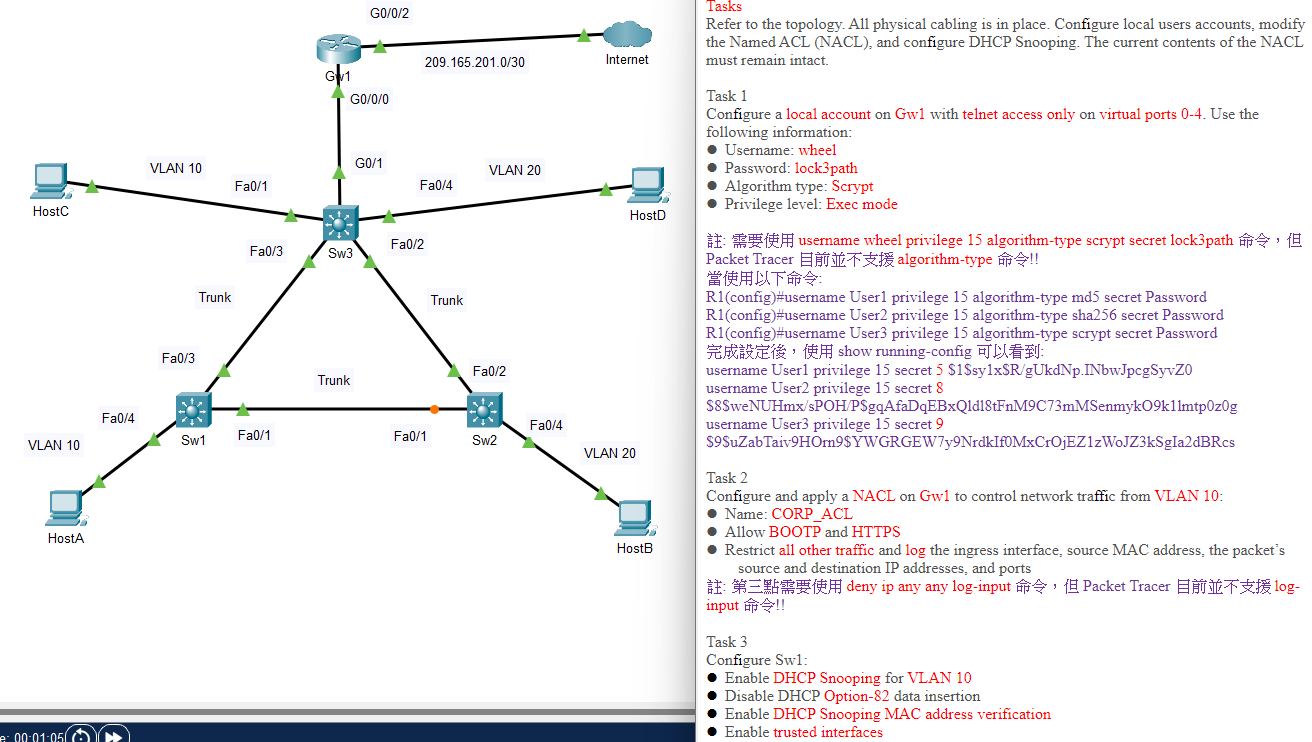 G0/0/2
209.165.201.0/30
Internet
Gw1
G0/0/0
VLAN 10
G0/1
VLAN 20
Fa0/1
Fa0/4
HostC
HostD
Fa0/3
Sw3
Fa0/2
Trunk
Trunk
Fa0/3
Trunk
Fa0/2
Fa0/4
Sw1
Fa0/1
Fa0/1
Sw2
Fa0/4
VLAN 10
VLAN 20
HostA
HostB
e: 00:01:05
Tasks
Refer to the topology. All physical cabling is in place. Configure local users accounts, modify
the Named ACL (NACL), and configure DHCP Snooping. The current contents of the NACL
must remain intact.
Task 1
Configure a local account on Gw1 with telnet access only on virtual ports 0-4. Use the
following information:
● Username: wheel
● Password: lock3path
● Algorithm type: Scrypt
● Privilege level: Exec mode
註: 需要使用 username wheel privilege 15 algorithm-type scrypt secret lock3path 命令，但
Packet Tracer 目前並不支援 algorithm-type 命令!!
當使用以下命令:
R1(config)#username User1 privilege 15 algorithm-type md5 secret Password
R1(config)#username User2 privilege 15 algorithm-type sha256 secret Password
R1(config)#username User3 privilege 15 algorithm-type scrypt secret Password
完成設定後，使用 show running-config 可以看到:
username User1 privilege 15 secret 5 $1$sy1x$R/gUkdNp.INbwJpcgSyvZ0
username User2 privilege 15 secret 8
$8$weNUHmx/sPOH/P$gqAfaDqEBxQldl8tFnM9C73mMSenmykO9k1lmtp0z0g
username User3 privilege 15 secret 9
$9$uZabTaiv9HOrn9$YWGRGEW7y9NrdkIf0MxCrOjEZ1zWoJZ3kSgIa2dBRcs
Task 2
Configure and apply a NACL on Gw1 to control network traffic from VLAN 10:
● Name: CORP_ACL
● Allow BOOTP and HTTPS
● Restrict all other traffic and log the ingress interface, source MAC address, the packet’s
source and destination IP addresses, and ports
註: 第三點需要使用 deny ip any any log-input 命令，但 Packet Tracer 目前並不支援 log-
input 命令!!
Task 3
Configure Sw1:
● Enable DHCP Snooping for VLAN 10
● Disable DHCP Option-82 data insertion
● Enable DHCP Snooping MAC address verification
● Enable trusted interfaces